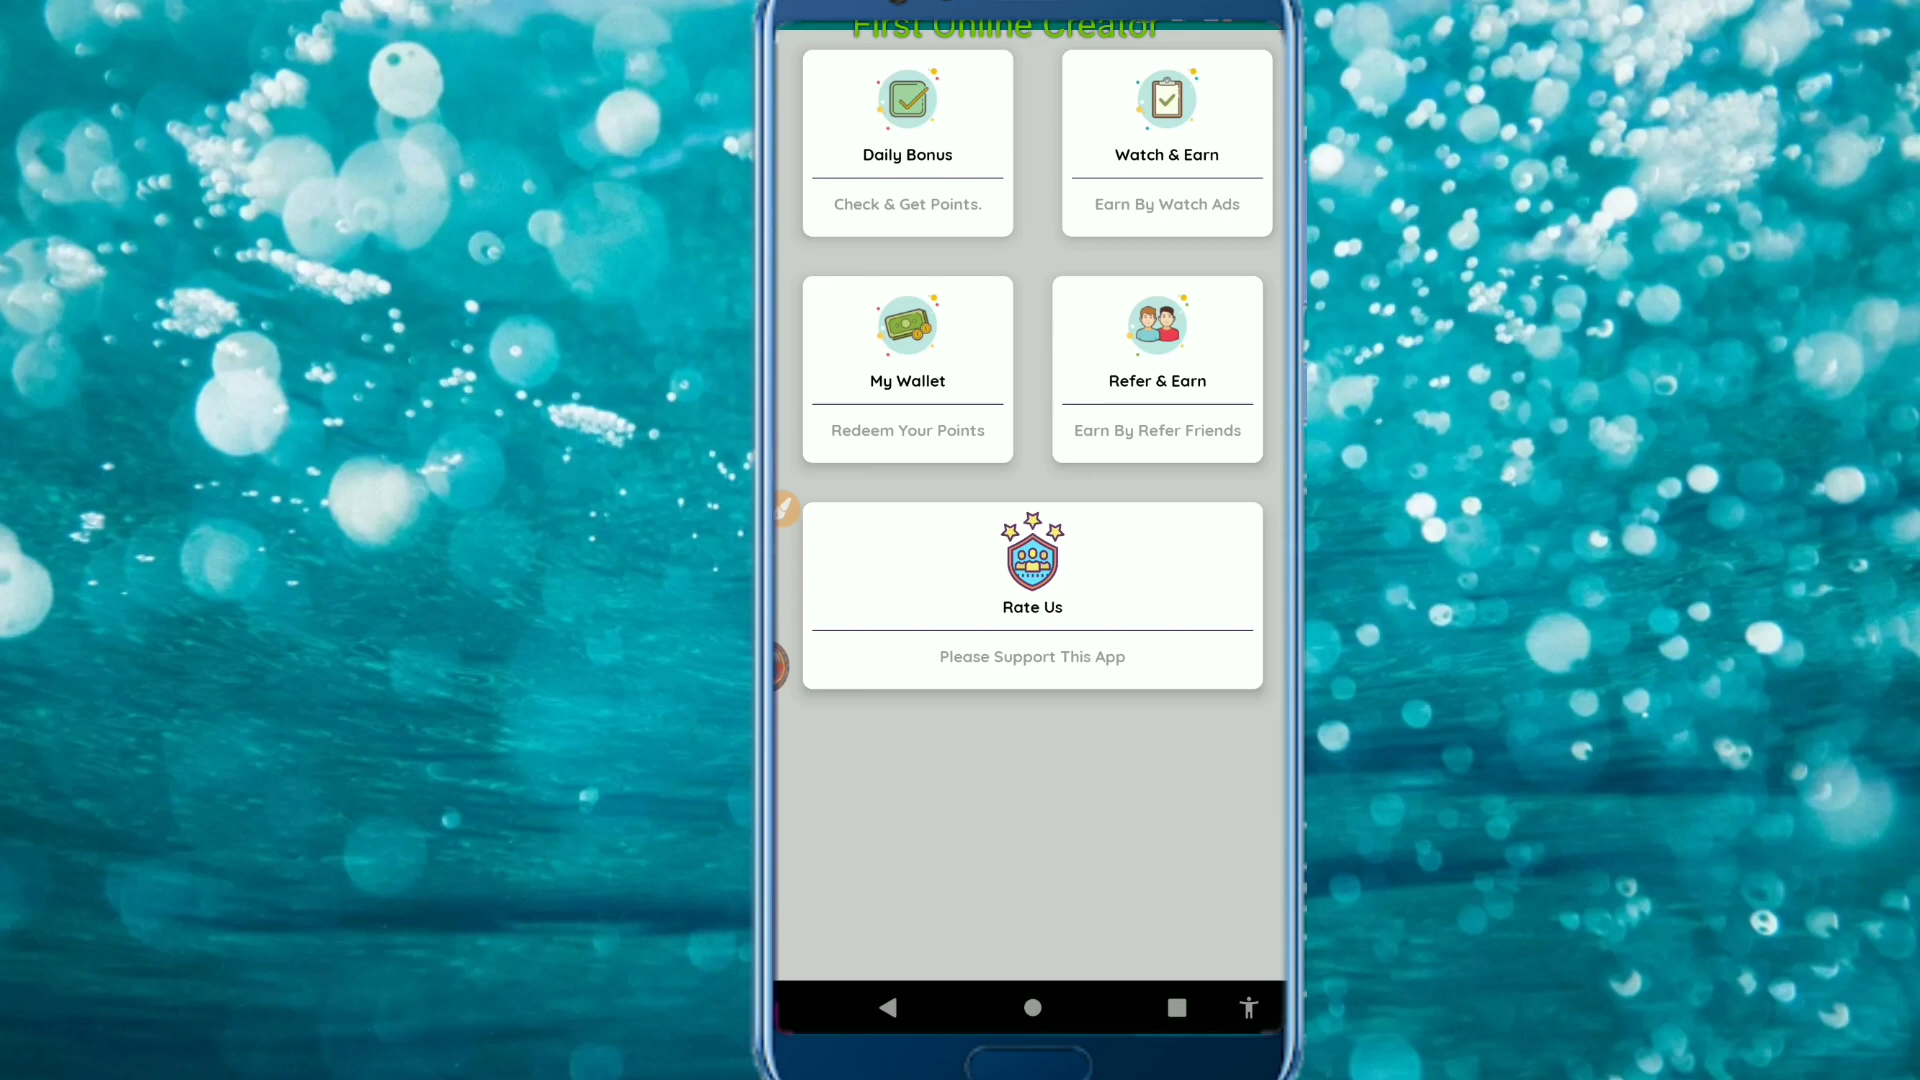 First Online Creator
Daily Bonus
Check & Get Points.
Watch & Earn
Earn By Watch Ads
My Wallet
Redeem Your Points
Refer & Earn
Earn By Refer Friends
Rate Us
Please Support This App